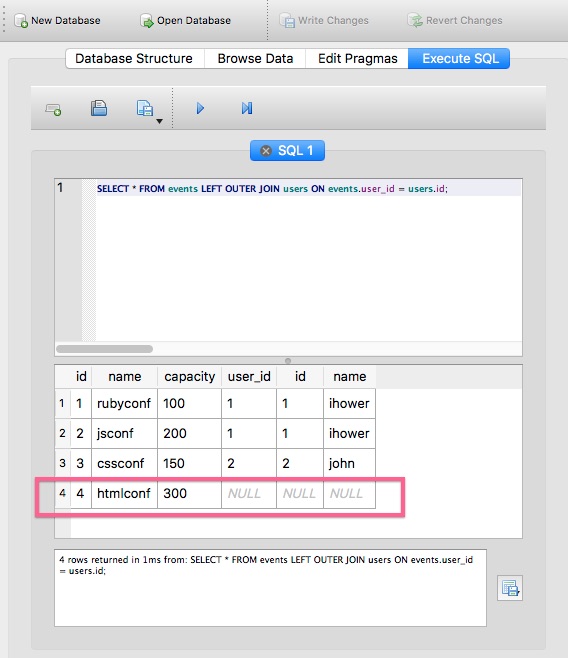 New Database Open Database Write Changes Revert Changes
Database Structure Browse Data Edit Pragmas Execute SQL
SQL 1
1 SELECT * FROM events LEFT OUTER JOIN users ON events.user_id = users.id;
id name capacity user_id id name
1 1 rubyconf 100 1 1 ihower
2 2 jsconf 200 1 1 ihower
3 3 cssconf 150 2 2 john
4 4 htmlconf 300 NULL NULL NULL
4 rows returned in 1ms from: SELECT * FROM events LEFT OUTER JOIN users ON events.user_id
= users.id;